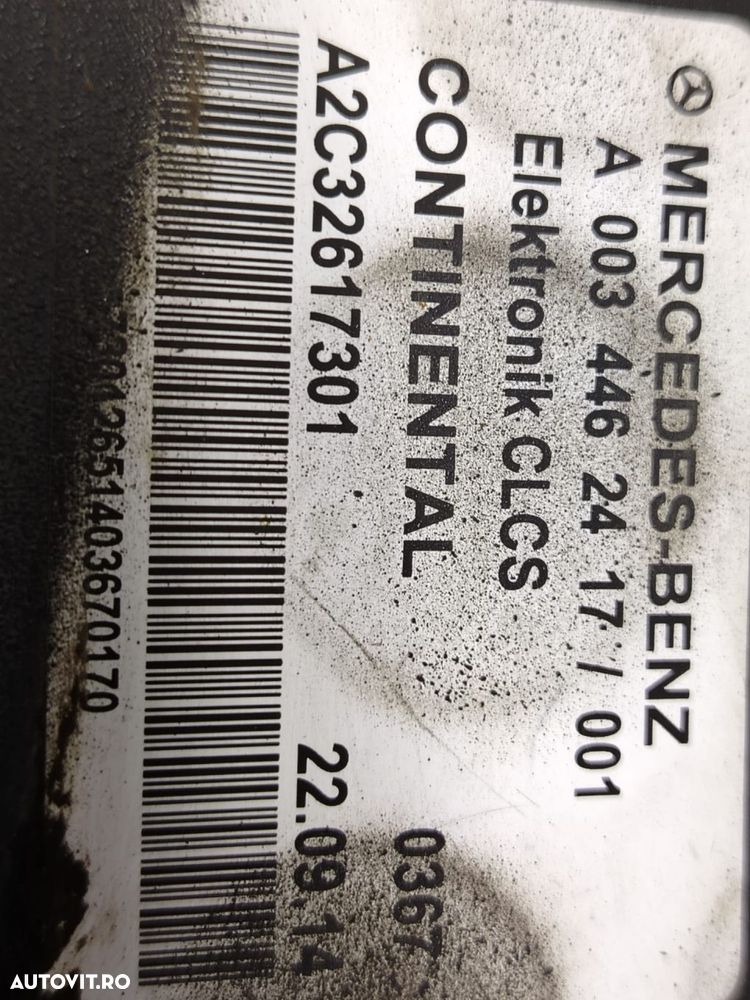 MERCEDES-BENZ
A 003 446 24 17 / 001
Elektronik CLCS
CONTINENTAL 0367
A2C32617301 22.09.14
AUTOVIT.RO